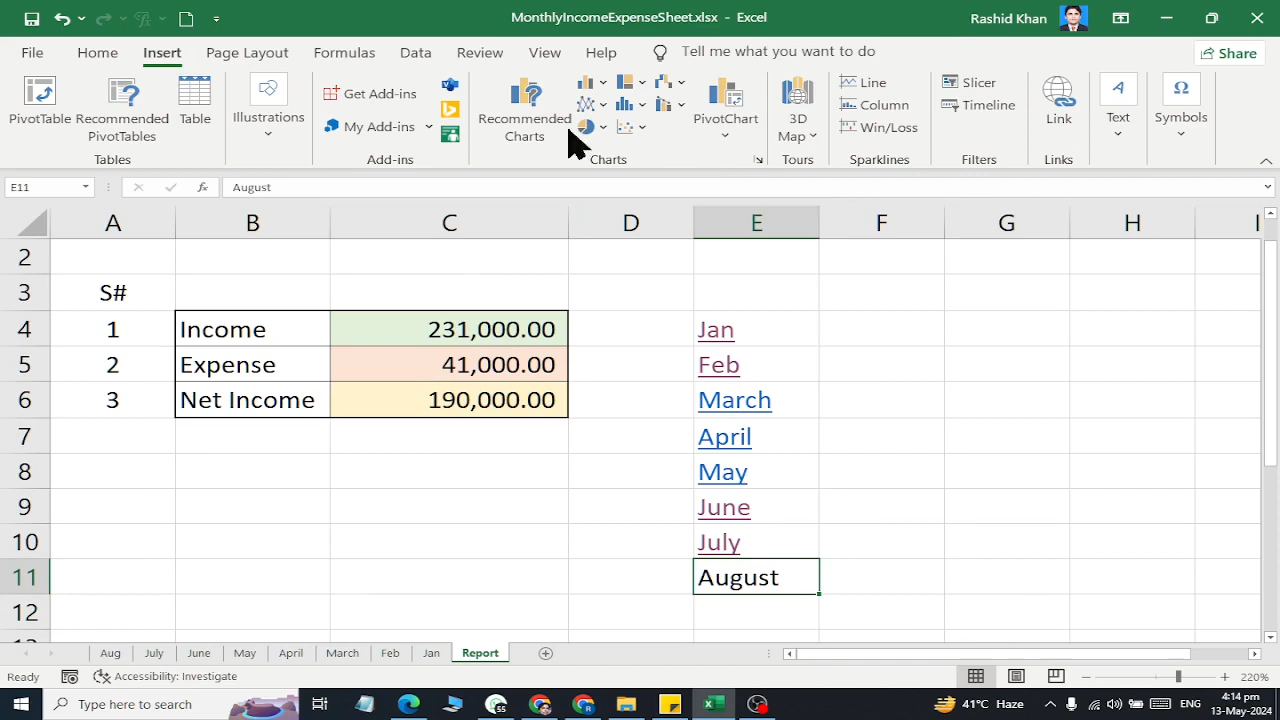 MonthlyIncomeExpenseSheet.xlsx - Excel
Rashid Khan
File Home Insert Page Layout Formulas Data Review View Help Tell me what you want to do Share
PivotTable
Recommended
PivotTables
Table
Tables
Illustrations
Get Add-ins
My Add-ins
Add-ins
Recommended
Charts
PivotChart
Charts
3D
Map
Tours
Line
Column
Win/Loss
Sparklines
Slicer
Timeline
Filters
Link
Links
Text
Symbols
E11 fx August
A B C D E F G H I
2
3 S#
4 1 Income 231,000.00 Jan
5 2 Expense 41,000.00 Feb
6 3 Net Income 190,000.00 March
7 April
8 May
9 June
10 July
11 August
12
Aug July June May April March Feb Jan Report
Ready Accessibility: Investigate 220%
Type here to search
41°C Haze
ENG
4:14 pm
13-May-2024